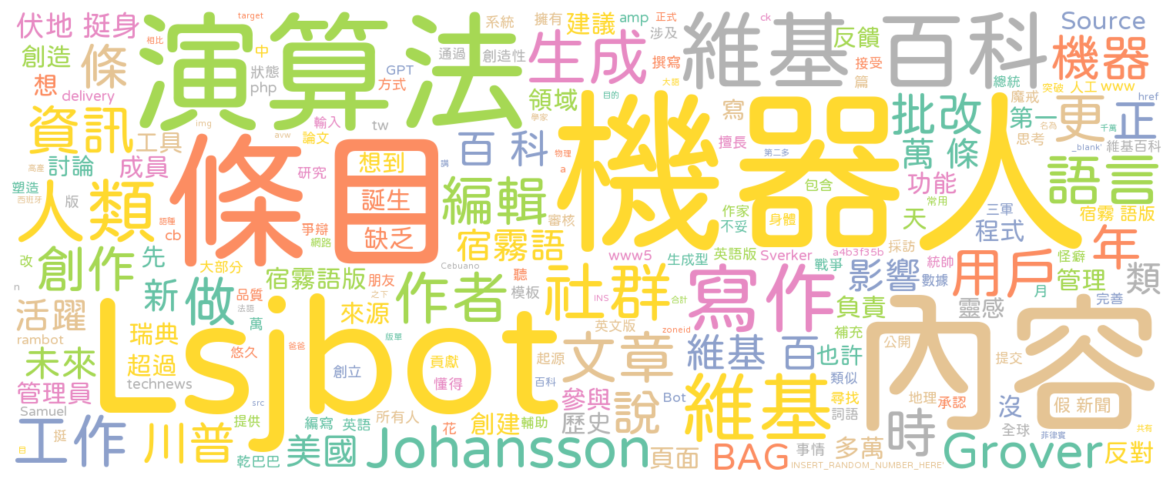 伏地 挺身
條
演算法
生成
建議
amp
正式
ck
維基 百科
Source
機器
target
相比
系統
擁有
涉及
反饋
撰寫
接受
創造
想
中
狀態
php
通過
創造性
GPT
方式
delivery
領域
篇
大語
總統
突破
人工
www
href
資訊
工具
輸入
tw
目的
寫
批改
魔戒
第一
更
正
名為
千萬
_blank'
img
avw
論文
學家
機器人
擅長
萬 條
思考
維基百科
討論
成員
條目
想到
百 科
講
物理
a
第二多
高產
研究
誕生
編輯
功能
語言
塑造
西班牙
版
人類
包含
常用
cb
爭辯
網路
缺乏
審核
作家
不妥
身體
天
三軍
程式
宿霧 語版
年
改
創作
先
大部分
宿霧語
www5
生成型
英語版
Sverker
戰爭
a4b3f35b
採訪
統帥
怪癖
新
做
宿霧語版
朋友
聽
Cebuano
影響
數據
用戶
管理
類
n
品質
法語
作者
模板
INS
社群
寫作
負責
月
完善
活躍
萬
來源
之下
合計
靈感
rambot
瑞典
悠久
Lsjbot
英文版
zoneid
補充
公開
內容
提交
未來
超過
爸爸
版單
貢獻
起源
文章
維基 百
也許
technews
創立
懂得
百科
類似
地理
承認
管理員
src
參與
Bot
尋找
假 新聞
Samuel
提供
編寫
英語
所有人
創建
輔助
歷史
說
維基
詞語
時
沒
全球
菲律賓
共有
工作
挺
川普
花
乾巴巴
美國
Johansson
頁面
BAG
事情
多萬
Grover
反對
INSERT_RANDOM_NUMBER_HERE'